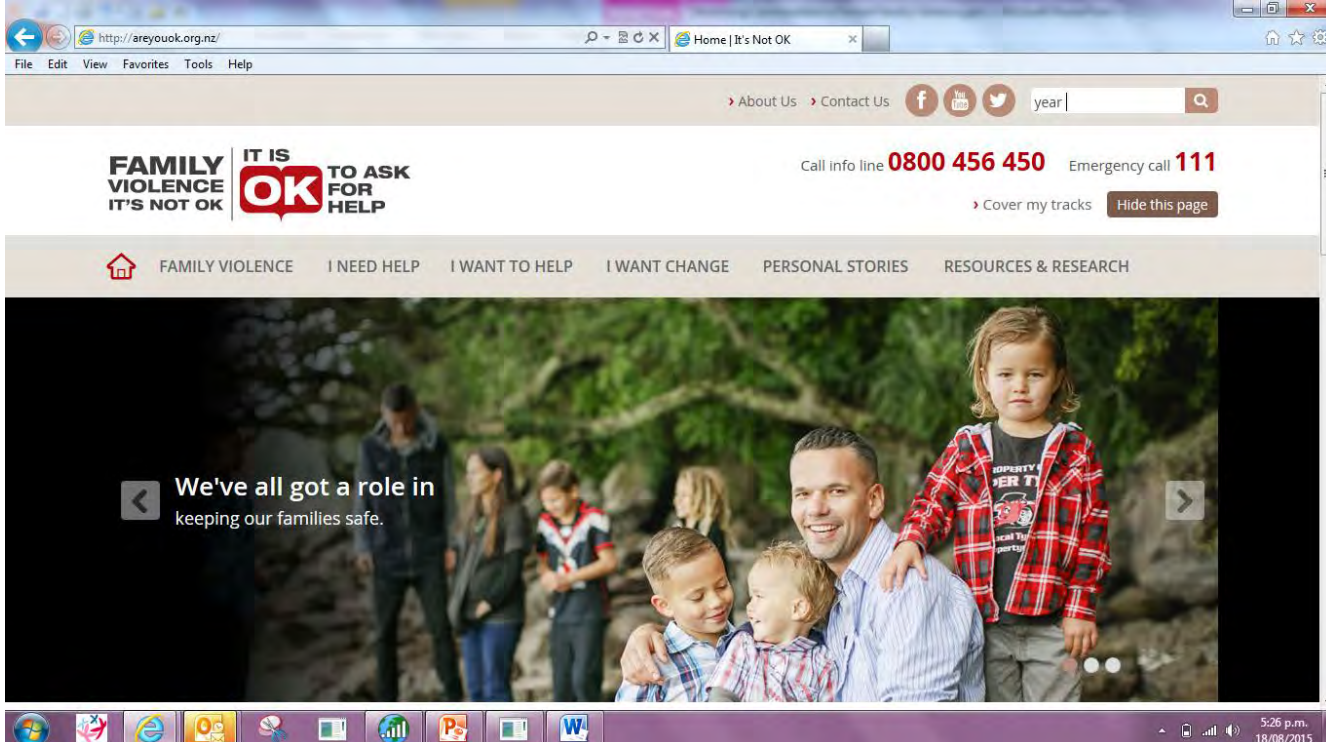 http://areyouok.org.nz/
Home | It's Not OK
File Edit View Favorites Tools Help
About Us Contact Us f You Tube year
FAMILY VIOLENCE IT'S NOT OK
IT IS OK TO ASK FOR HELP
Call info line 0800 456 450 Emergency call 111
Cover my tracks Hide this page
FAMILY VIOLENCE I NEED HELP I WANT TO HELP I WANT CHANGE PERSONAL STORIES RESOURCES & RESEARCH
We've all got a role in
keeping our families safe.
5:26 p.m.
18/08/2015